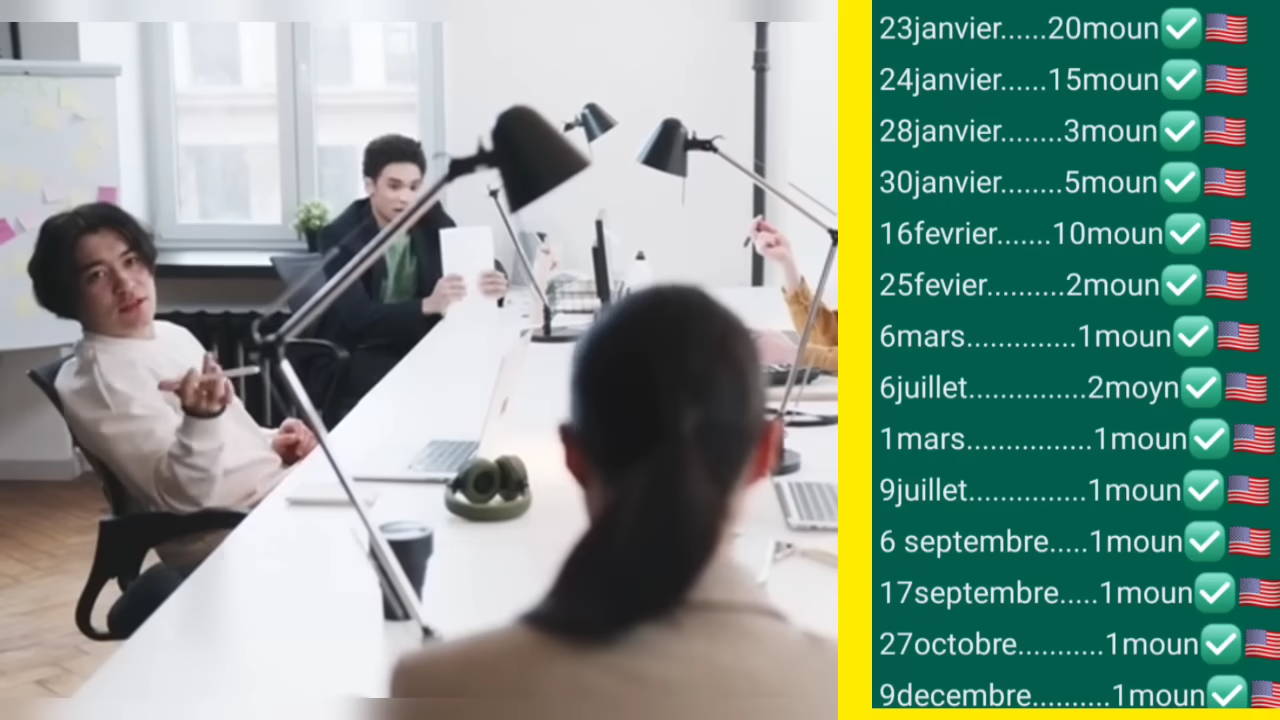 23janvier......20moun✅🇺🇸
24janvier......15moun✅🇺🇸
28janvier........3moun✅🇺🇸
30janvier........5moun✅🇺🇸
16fevrier.......10moun✅🇺🇸
25fevier..........2moun✅🇺🇸
6mars..............1moun✅🇺🇸
6juillet...............2moyn✅🇺🇸
1mars................1moun✅🇺🇸
9juillet...............1moun✅🇺🇸
6 septembre.....1moun✅🇺🇸
17septembre.....1moun✅🇺🇸
27octobre...........1moun✅🇺🇸
9decembre..........1moun✅🇺🇸